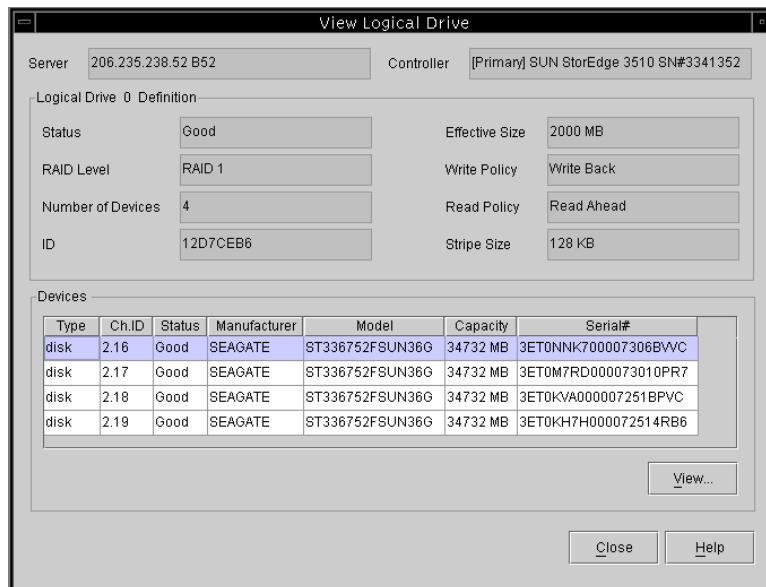 View Logical Drive
Server 206.235.238.52 B52 Controller [Primary] SUN StorEdge 3510 SN#3341352
Logical Drive 0 Definition
Status Good Effective Size 2000 MB
RAID Level RAID 1 Write Policy Write Back
Number of Devices 4 Read Policy Read Ahead
ID 12D7CEB6 Stripe Size 128 KB
Devices
Type Ch.ID Status Manufacturer Model Capacity Serial#
disk 2.16 Good SEAGATE ST336752FSUN36G 34732 MB 3ET0NNK700007306BVVC
disk 2.17 Good SEAGATE ST336752FSUN36G 34732 MB 3ET0M7RD000073010PR7
disk 2.18 Good SEAGATE ST336752FSUN36G 34732 MB 3ET0KVA000007251BPVC
disk 2.19 Good SEAGATE ST336752FSUN36G 34732 MB 3ET0KH7H000072514RB6
View...
Close Help